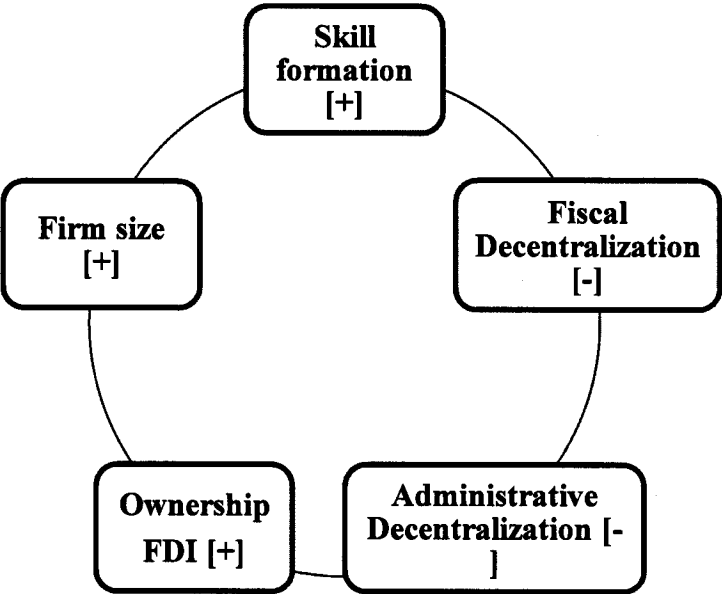 Skill
formation
[+]
Fiscal
Decentralization
[-]
Administrative
Decentralization [-
]
Ownership
FDI [+]
Firm size
[+]